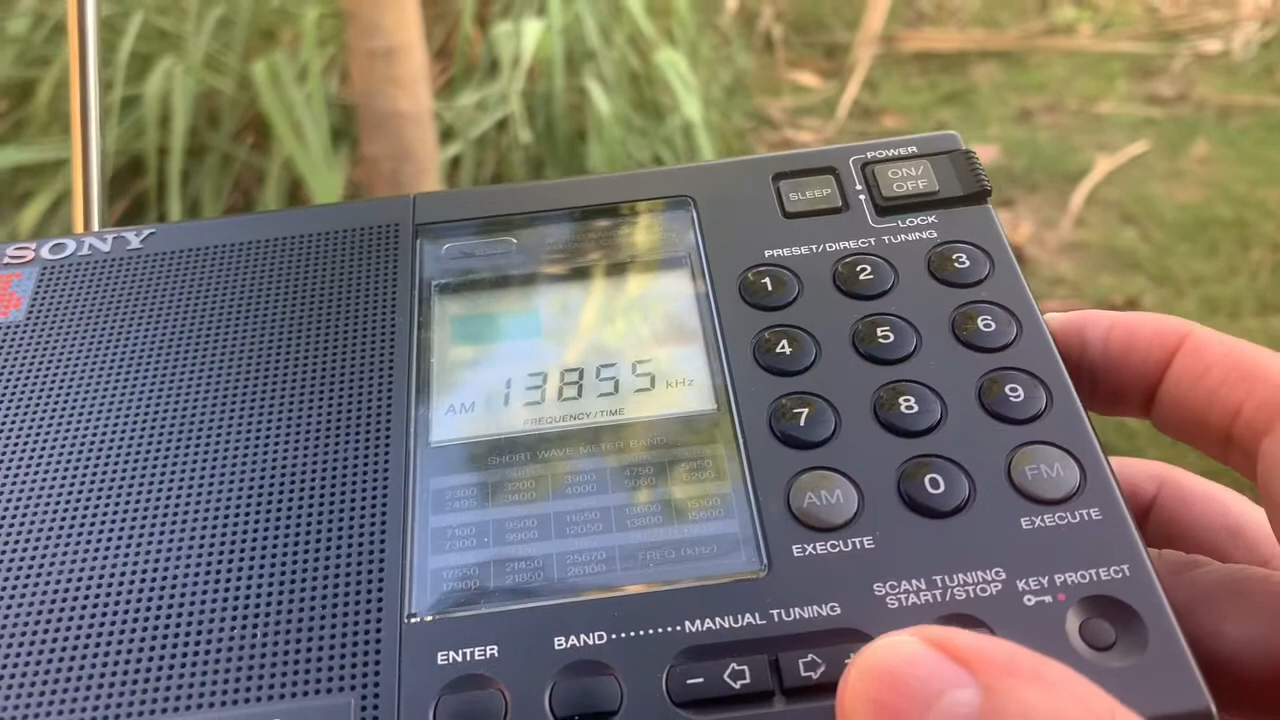 SONY
SLEEP
POWER
ON/
OFF
LOCK
PRESET/DIRECT TUNING
1 2 3
4 5 6
7 8 9
AM 0 FM
EXECUTE EXECUTE
AM 13855 kHz
FREQUENCY/TIME
SHORT WAVE METER BAND
2300 3200 3900 4750 5950
2495 3400 4000 5060 6200
7100 9500 11650 13600 15100
7300 9900 12050 13800 15600
17550 21450 25670 FREQ (kHz)
17900 21850 26100
SCAN TUNING
START/STOP
KEY PROTECT
ENTER
BAND
MANUAL TUNING
− +